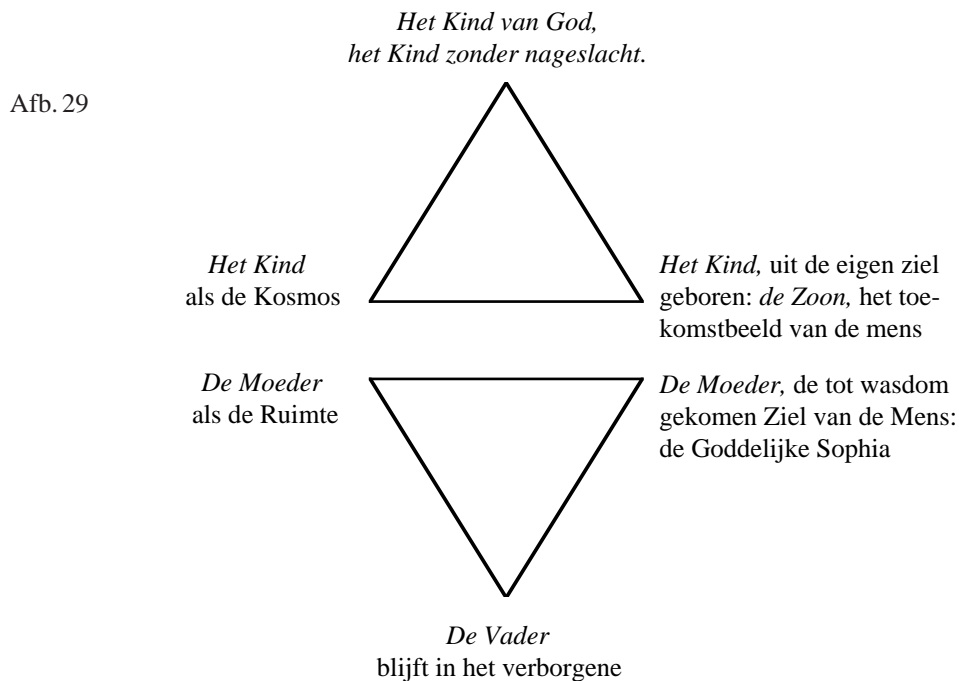 Het Kind van God,
het Kind zonder nageslacht.
Afb. 29
Het Kind
als de Kosmos
Het Kind, uit de eigen ziel
geboren: de Zoon, het toe-
komstbeeld van de mens
De Moeder
als de Ruimte
De Moeder, de tot wasdom
gekomen Ziel van de Mens:
de Goddelijke Sophia
De Vader
blijft in het verborgene